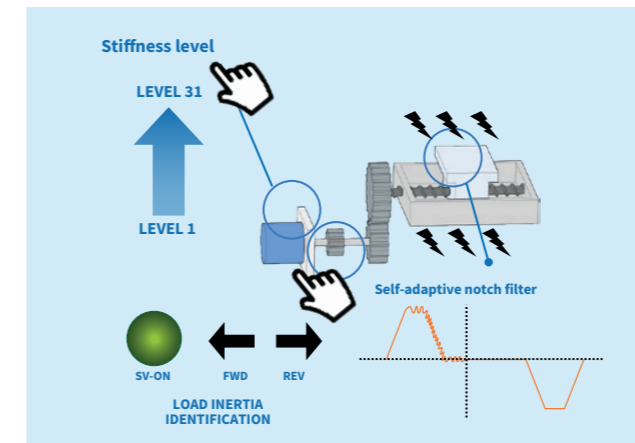 Stiffness level
LEVEL 31
LEVEL 1
Self-adaptive notch filter
SV-ON
FWD
REV
LOAD INERTIA
IDENTIFICATION